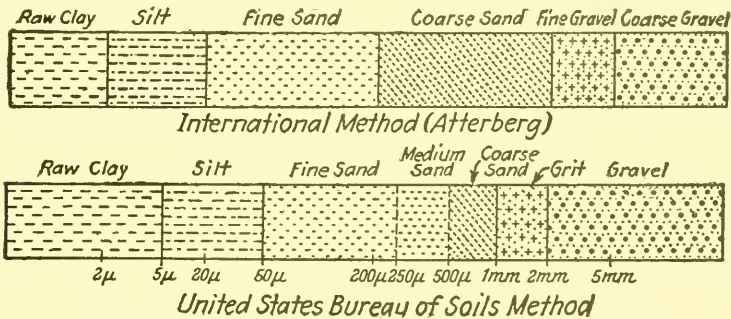 Raw Clay Silt Fine Sand Coarse Sand Fine Gravel Coarse Gravel
International Method (Atterberg)
Raw Clay Silt Fine Sand Medium Sand Coarse Sand Grit Gravel
2μ 5μ 20μ 60μ 200μ 250μ 500μ 1mm 2mm 5mm
United States Bureau of Soils Method